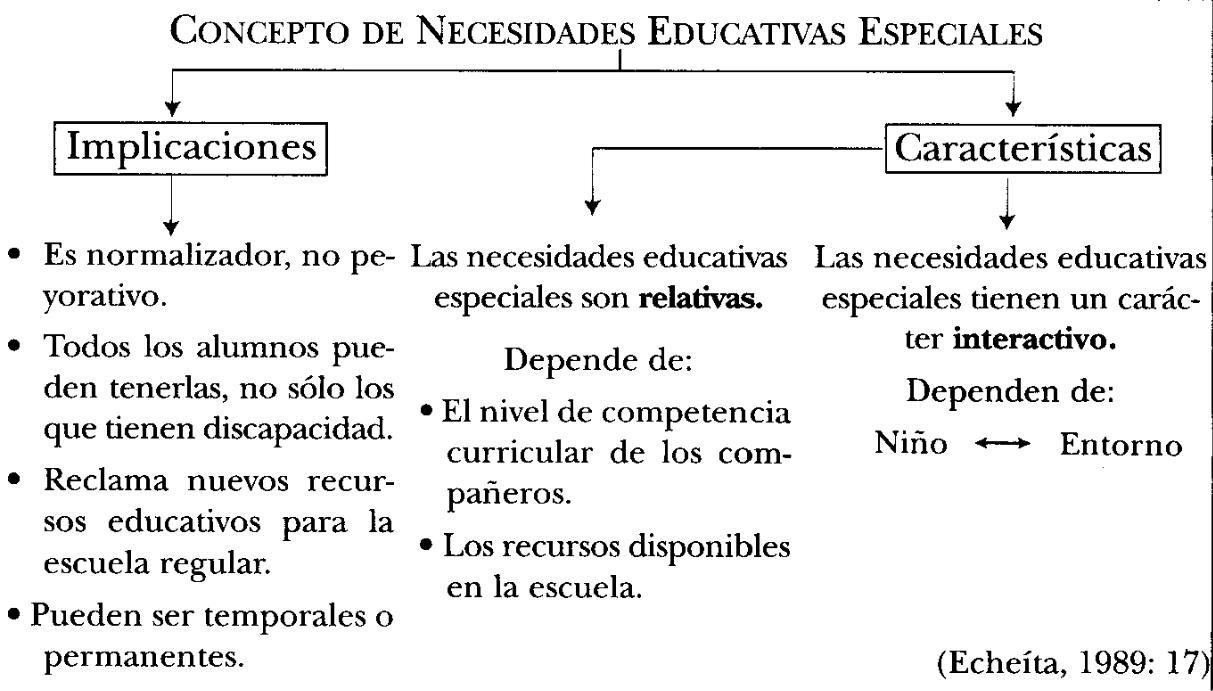 CONCEPTO DE NECESIDADES EDUCATIVAS ESPECIALES
Implicaciones
• Es normalizador, no pe-
yorativo.
• Todos los alumnos pue-
den tenerlas, no sólo los
que tienen discapacidad.
• Reclama nuevos recur-
sos educativos para la
escuela regular.
• Pueden ser temporales o
permanentes.
Características
Las necesidades educativas
especiales son relativas.
Depende de:
• El nivel de competencia
curricular de los com-
pañeros.
• Los recursos disponibles
en la escuela.
Las necesidades educativas
especiales tienen un carác-
ter interactivo.
Dependen de:
Niño ↔ Entorno
(Echeíta, 1989: 17)